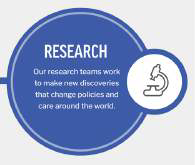 RESEARCH
Our research teams work
to make new discoveries
that change policies and
care around the world.